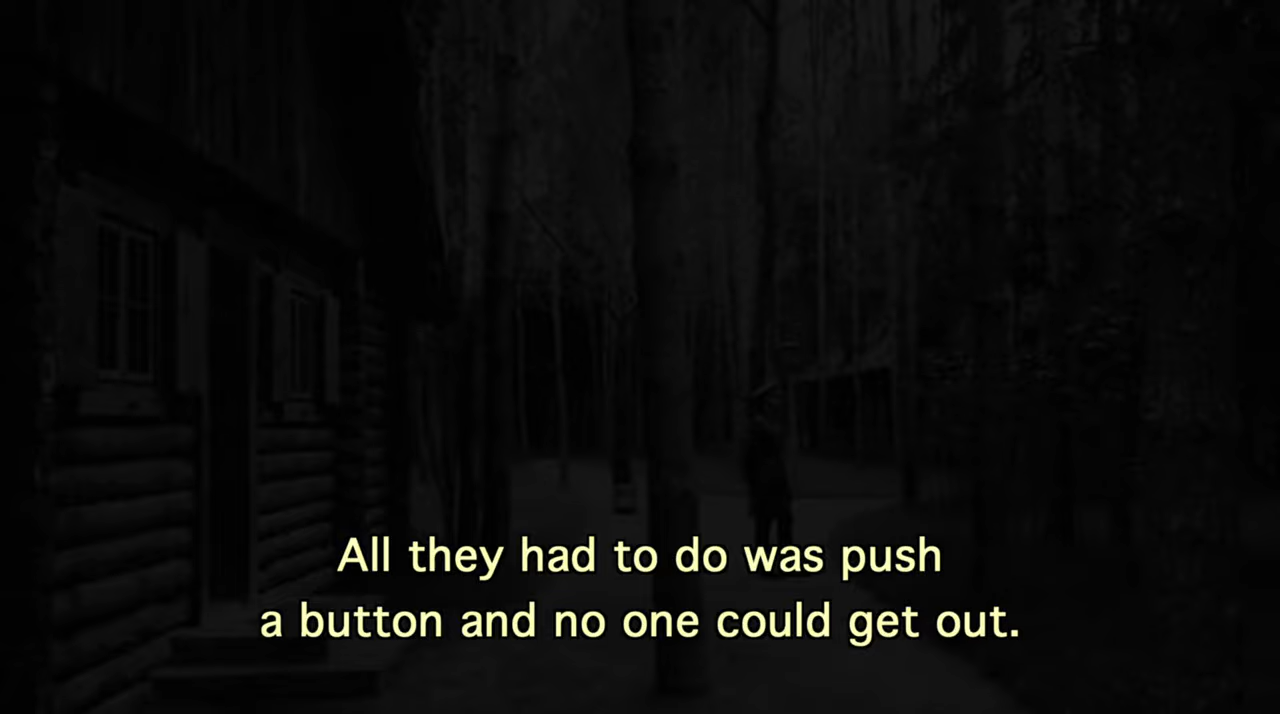 All they had to do was push
a button and no one could get out.